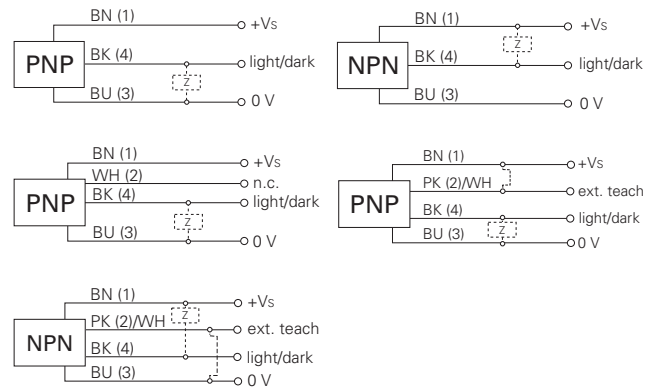 BN (1)
+Vs
PNP
BK (4)
light/dark
Z
BU (3)
0 V
BN (1)
+Vs
Z
NPN
BK (4)
light/dark
BU (3)
0 V
BN (1)
+Vs
WH (2)
n.c.
PNP
BK (4)
light/dark
Z
BU (3)
0 V
BN (1)
+Vs
PK (2)/WH
ext. teach
PNP
BK (4)
light/dark
Z
BU (3)
0 V
BN (1)
+Vs
Z
PK (2)/WH
ext. teach
NPN
BK (4)
light/dark
BU (3)
0 V